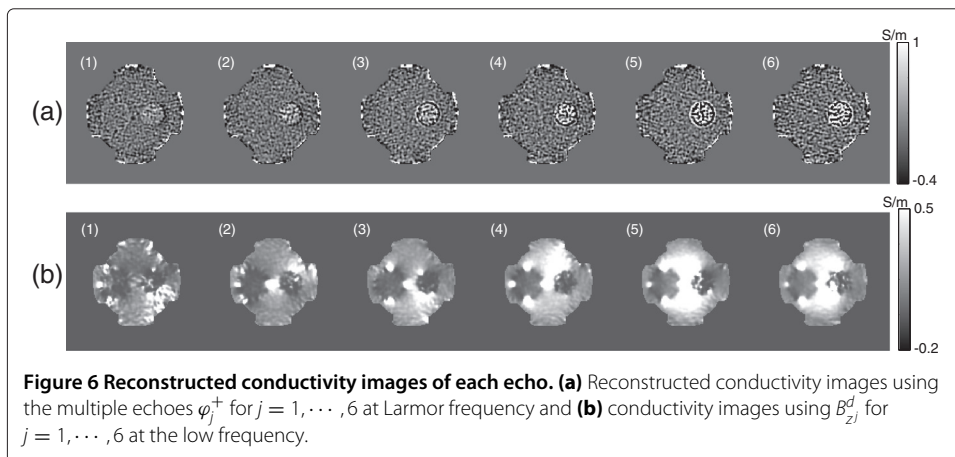 S/m
1
(1) (2) (3) (4) (5) (6)
(a)
-0.4
S/m
0.5
(1) (2) (3) (4) (5) (6)
(b)
-0.2
Figure 6 Reconstructed conductivity images of each echo. (a) Reconstructed conductivity images using
the multiple echoes φ_j^+ for j = 1, ⋯ , 6 at Larmor frequency and (b) conductivity images using B_{z^j}^d for
j = 1, ⋯ , 6 at the low frequency.